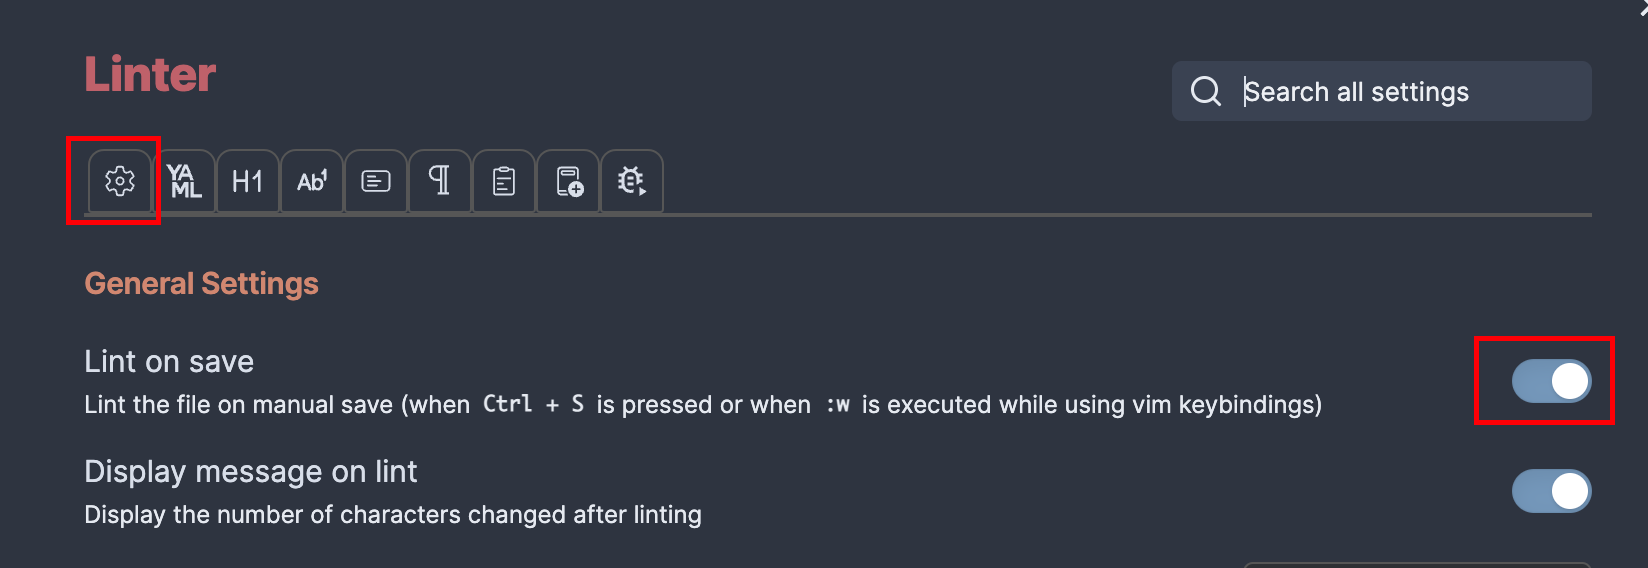 Linter
Search all settings
YAML H1 Ab1
General Settings
Lint on save
Lint the file on manual save (when Ctrl + S is pressed or when :w is executed while using vim keybindings)
Display message on lint
Display the number of characters changed after linting